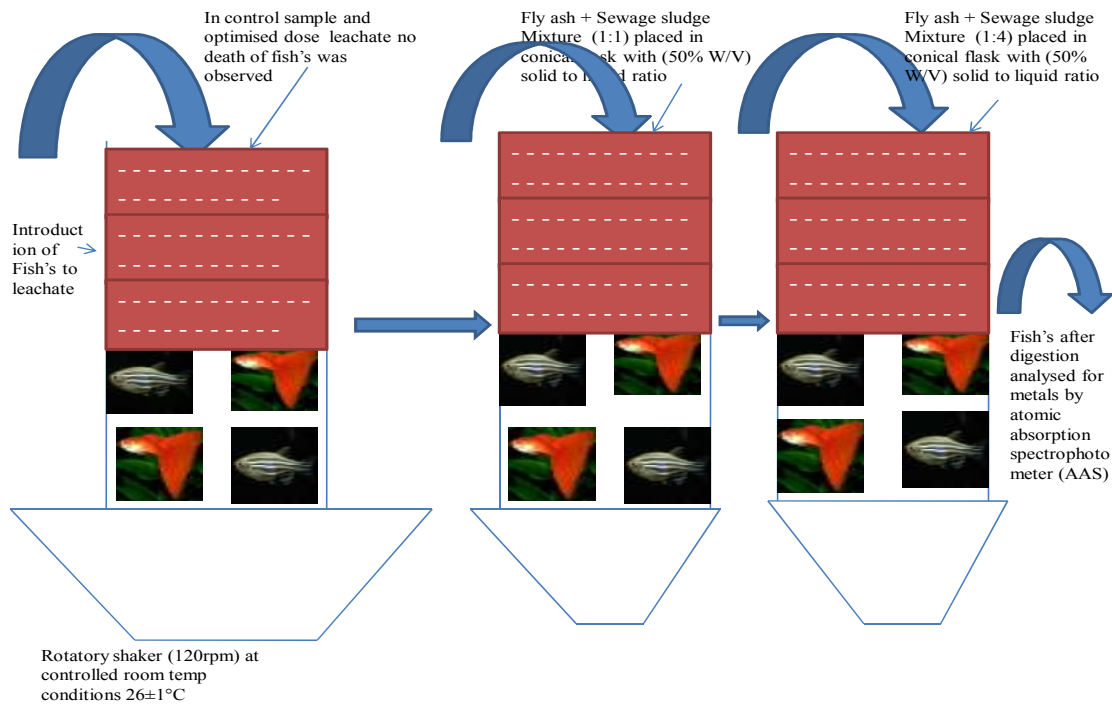 In control sample and
optimised dose leachate no
death of fish's was
observed
Fly ash + Sewage sludge
Mixture (1:1) placed in
conical flask with (50% W/V)
solid to liquid ratio
Fly ash + Sewage sludge
Mixture (1:4) placed in
conical flask with (50%
W/V) solid to liquid ratio
Introduct
ion of
Fish's to
leachate
Fish's after
digestion
analysed for
metals by
atomic
absorption
spectrophoto
meter (AAS)
Rotatory shaker (120rpm) at
controlled room temp
conditions 26±1°C